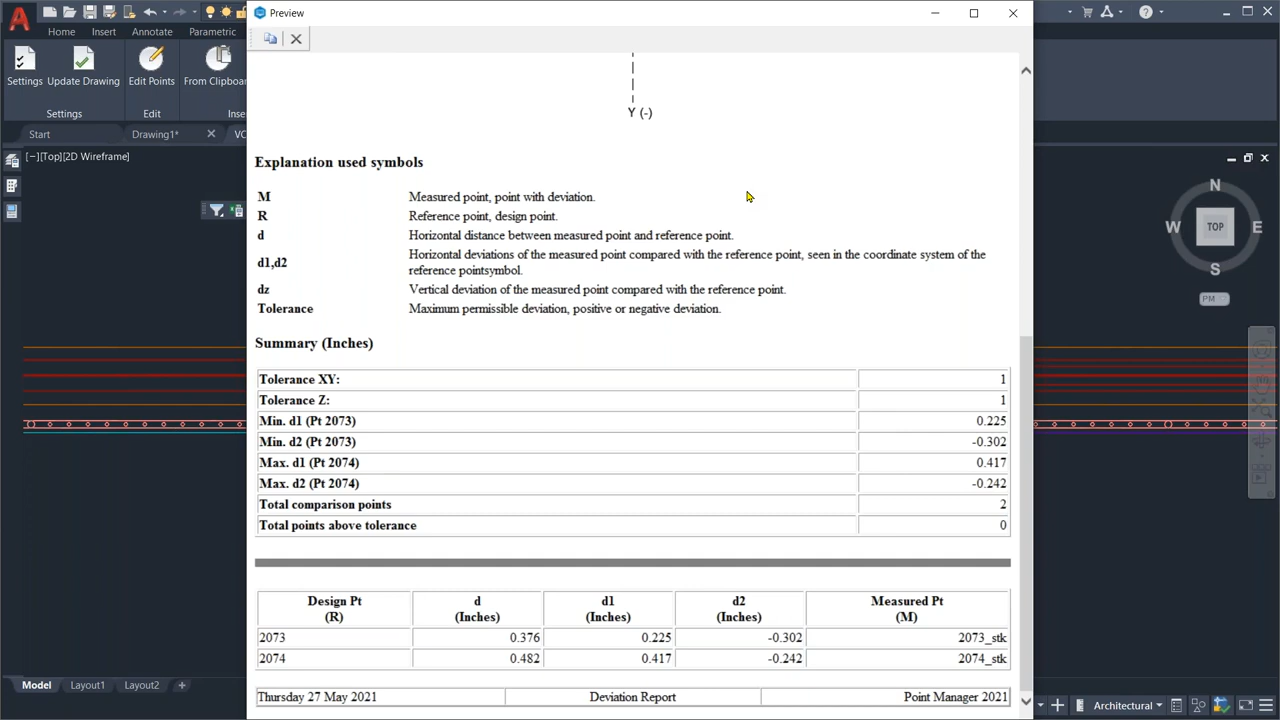 Preview
Home Insert Annotate Parametric
Settings Update Drawing Edit Points From Clipboa
Settings Edit Inse
Start Drawing1* VC
[−][Top][2D Wireframe]
N
W TOP E
S
PM
Y (-)
Explanation used symbols
M Measured point, point with deviation.
R Reference point, design point.
d Horizontal distance between measured point and reference point.
d1,d2 Horizontal deviations of the measured point compared with the reference point, seen in the coordinate system of the
reference pointsymbol.
dz Vertical deviation of the measured point compared with the reference point.
Tolerance Maximum permissible deviation, positive or negative deviation.
Summary (Inches)
Tolerance XY: 1
Tolerance Z: 1
Min. d1 (Pt 2073) 0.225
Min. d2 (Pt 2073) -0.302
Max. d1 (Pt 2074) 0.417
Max. d2 (Pt 2074) -0.242
Total comparison points 2
Total points above tolerance 0
Design Pt d d1 d2 Measured Pt
(R) (Inches) (Inches) (Inches) (M)
2073 0.376 0.225 -0.302 2073_stk
2074 0.482 0.417 -0.242 2074_stk
Thursday 27 May 2021 Deviation Report Point Manager 2021
Model Layout1 Layout2 +
Architectural